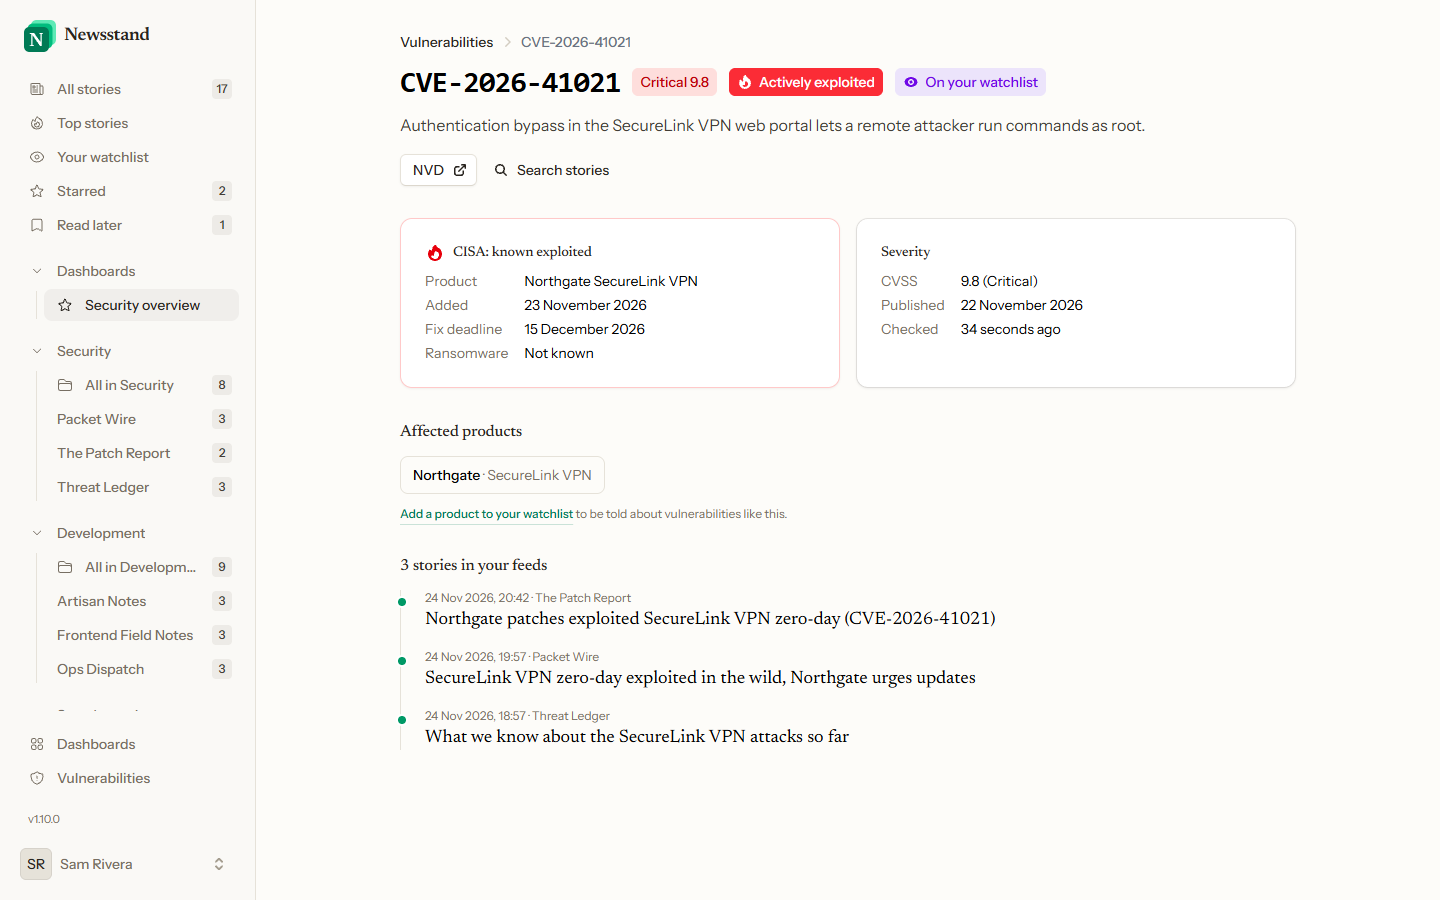 N Newsstand
All stories 17
Top stories
Your watchlist
Starred 2
Read later 1
Dashboards
Security overview
Security
All in Security 8
Packet Wire 3
The Patch Report 2
Threat Ledger 3
Development
All in Developm... 9
Artisan Notes 3
Frontend Field Notes 3
Ops Dispatch 3
Dashboards
Vulnerabilities
v1.10.0
SR Sam Rivera
Vulnerabilities CVE-2026-41021
CVE-2026-41021 Critical 9.8 Actively exploited On your watchlist
Authentication bypass in the SecureLink VPN web portal lets a remote attacker run commands as root.
NVD Search stories
CISA: known exploited
Product Northgate SecureLink VPN
Added 23 November 2026
Fix deadline 15 December 2026
Ransomware Not known
Severity
CVSS 9.8 (Critical)
Published 22 November 2026
Checked 34 seconds ago
Affected products
Northgate · SecureLink VPN
Add a product to your watchlist to be told about vulnerabilities like this.
3 stories in your feeds
24 Nov 2026, 20:42 · The Patch Report
Northgate patches exploited SecureLink VPN zero-day (CVE-2026-41021)
24 Nov 2026, 19:57 · Packet Wire
SecureLink VPN zero-day exploited in the wild, Northgate urges updates
24 Nov 2026, 18:57 · Threat Ledger
What we know about the SecureLink VPN attacks so far